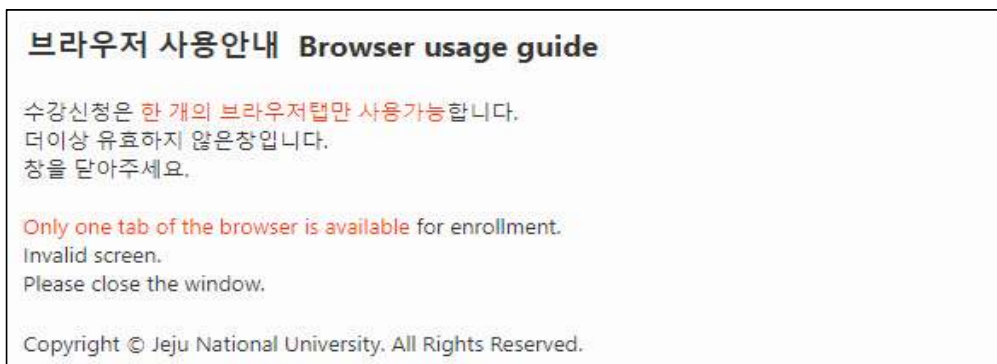 브라우저 사용안내 Browser usage guide
수강신청은 한 개의 브라우저탭만 사용가능합니다.
더이상 유효하지 않은창입니다.
창을 닫아주세요.
Only one tab of the browser is available for enrollment.
Invalid screen.
Please close the window.
Copyright © Jeju National University. All Rights Reserved.